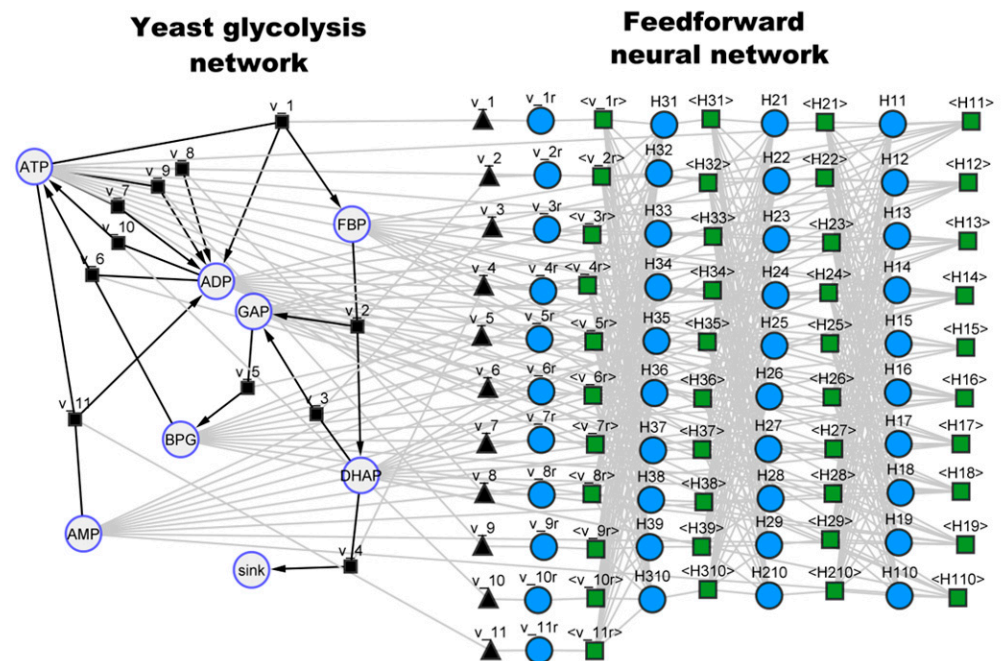 Yeast glycolysis
network
Feedforward
neural network
v_1
ATP
v_8
v_9
v_7
v_10
v_6
FBP
ADP
GAP
v_2
v_5
v_3
v_11
BPG
DHAP
AMP
sink
v_4
v_1 v_1r <v_1r> H31 <H31> H21 <H21> H11 <H11>
v_2 v_2r <v_2r> H32 <H32> H22 <H22> H12 <H12>
v_3 v_3r <v_3r> H33 <H33> H23 <H23> H13 <H13>
v_4 v_4r <v_4r> H34 <H34> H24 <H24> H14 <H14>
v_5 v_5r <v_5r> H35 <H35> H25 <H25> H15 <H15>
v_6 v_6r <v_6r> H36 <H36> H26 <H26> H16 <H16>
v_7 v_7r <v_7r> H37 <H37> H27 <H27> H17 <H17>
v_8 v_8r <v_8r> H38 <H38> H28 <H28> H18 <H18>
v_9 v_9r <v_9r> H39 <H39> H29 <H29> H19 <H19>
v_10 v_10r <v_10r> H310 <H310> H210 <H210> H110 <H110>
v_11 v_11r <v_11r>